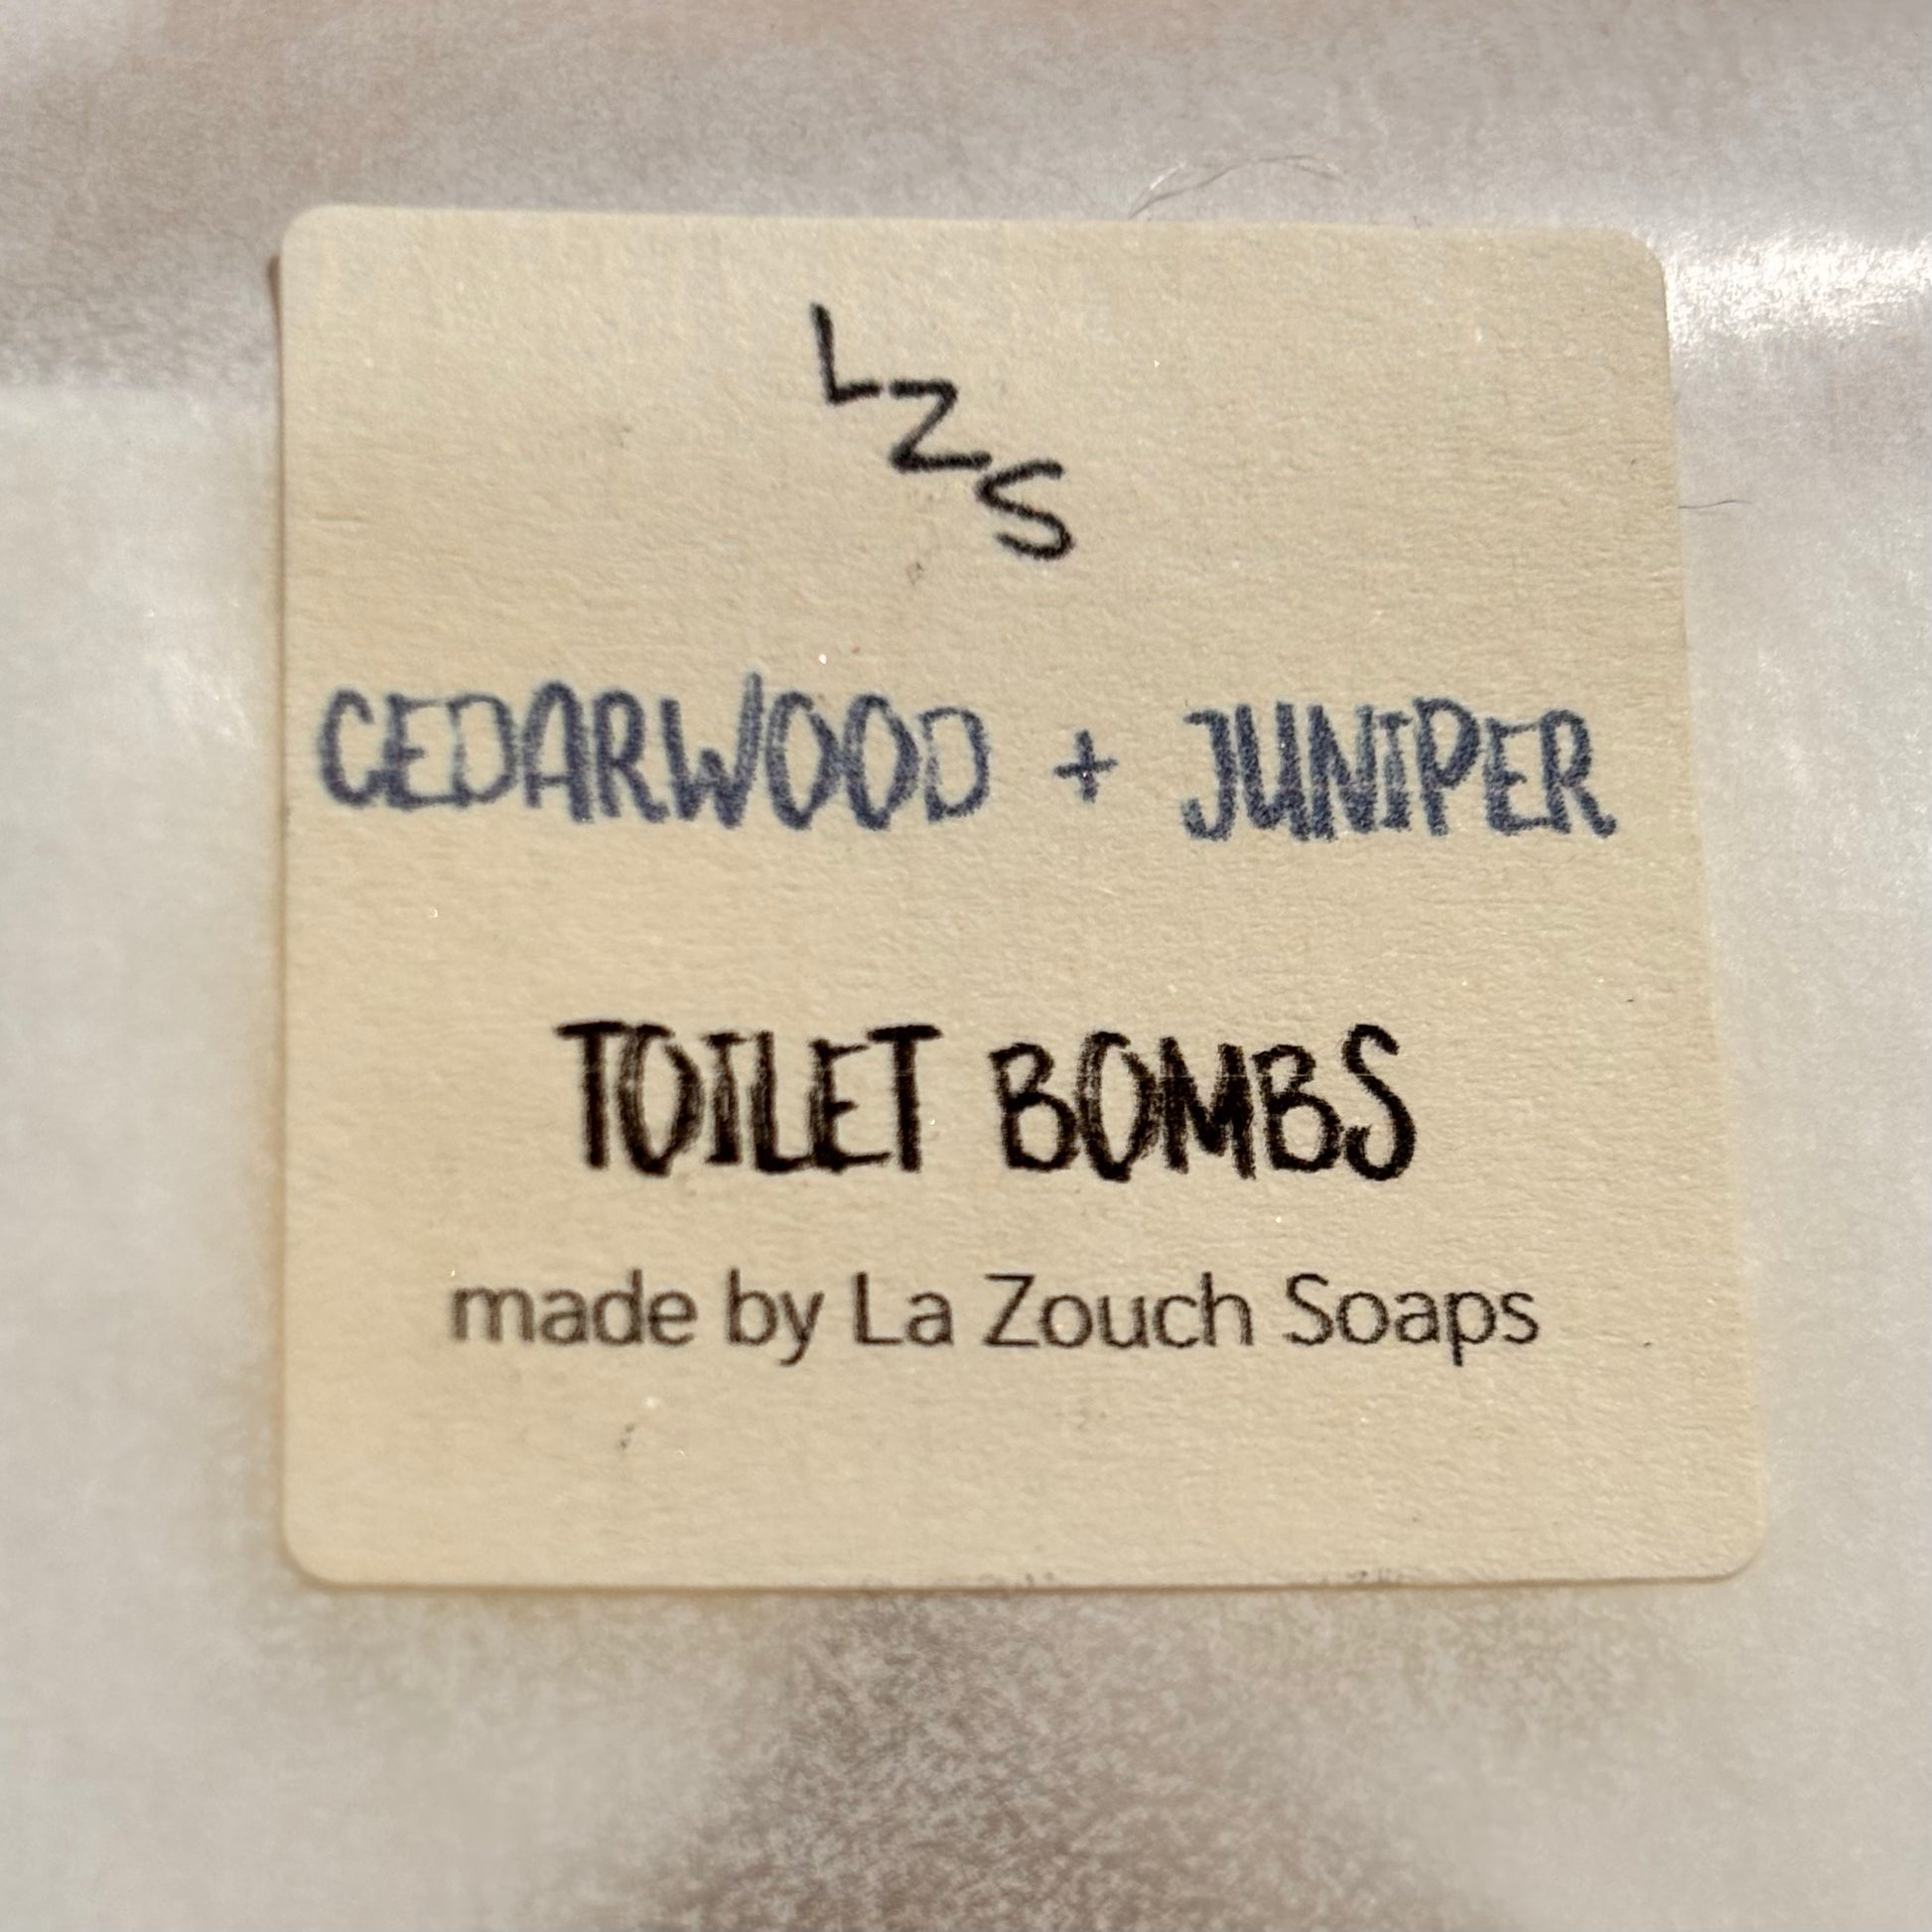 LZS
CEDARWOOD + JUNIPER
TOILET BOMBS
made by La Zouch Soaps